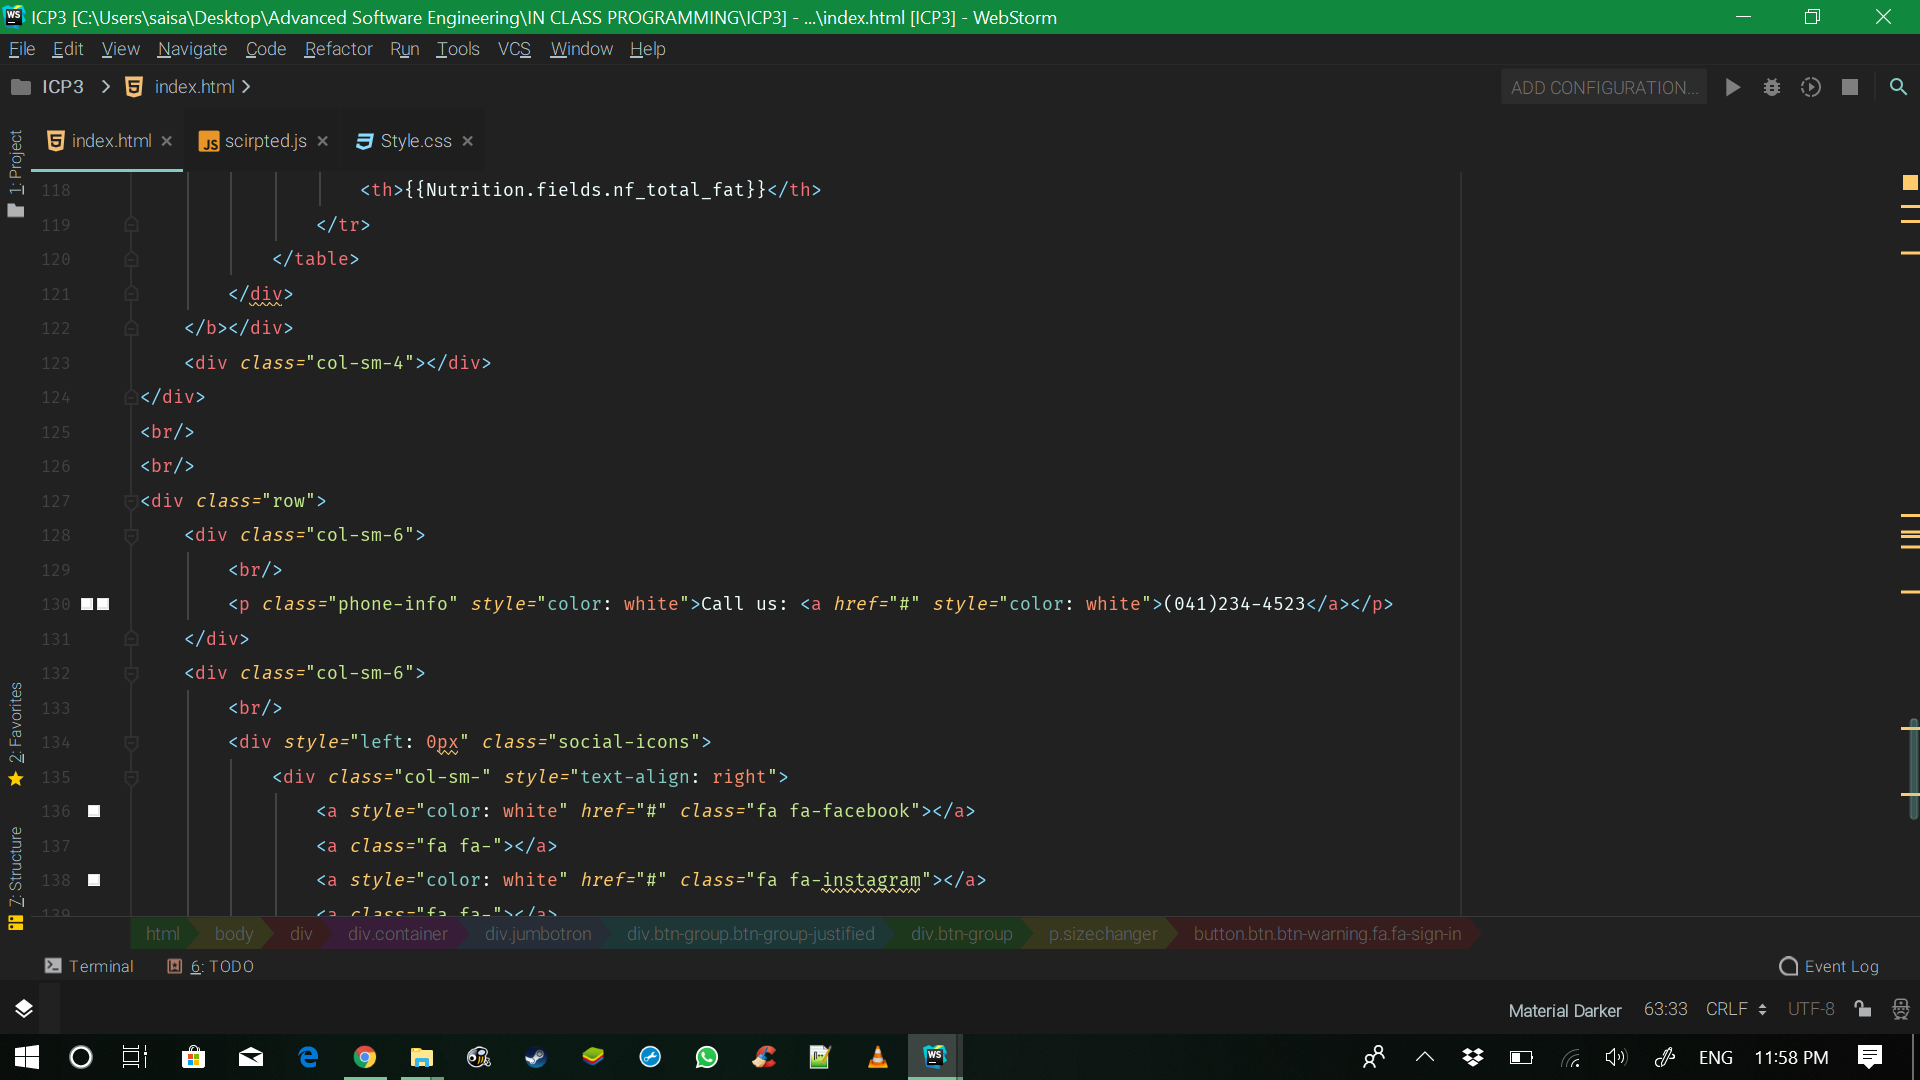 ICP3 [C:\Users\saisa\Desktop\Advanced Software Engineering\IN CLASS PROGRAMMING\ICP3] - ...\index.html [ICP3] - WebStorm
File Edit View Navigate Code Refactor Run Tools VCS Window Help
ICP3 index.html ADD CONFIGURATION...
index.html scirpted.js Style.css
1: Project
2: Favorites
7: Structure
118 <th>{{Nutrition.fields.nf_total_fat}}</th>
119 </tr>
120 </table>
121 </div>
122 </b></div>
123 <div class="col-sm-4"></div>
124 </div>
125 <br/>
126 <br/>
127 <div class="row">
128 <div class="col-sm-6">
129 <br/>
130 <p class="phone-info" style="color: white">Call us: <a href="#" style="color: white">(041)234-4523</a></p>
131 </div>
132 <div class="col-sm-6">
133 <br/>
134 <div style="left: 0px" class="social-icons">
135 <div class="col-sm-" style="text-align: right">
136 <a style="color: white" href="#" class="fa fa-facebook"></a>
137 <a class="fa fa-"></a>
138 <a style="color: white" href="#" class="fa fa-instagram"></a>
139 <a class="fa fa-"></a>
html body div div.container div.jumbotron div.btn-group.btn-group-justified div.btn-group p.sizechanger button.btn.btn-warning.fa.fa-sign-in
Terminal 6: TODO Event Log
Material Darker 63:33 CRLF UTF-8
ENG 11:58 PM